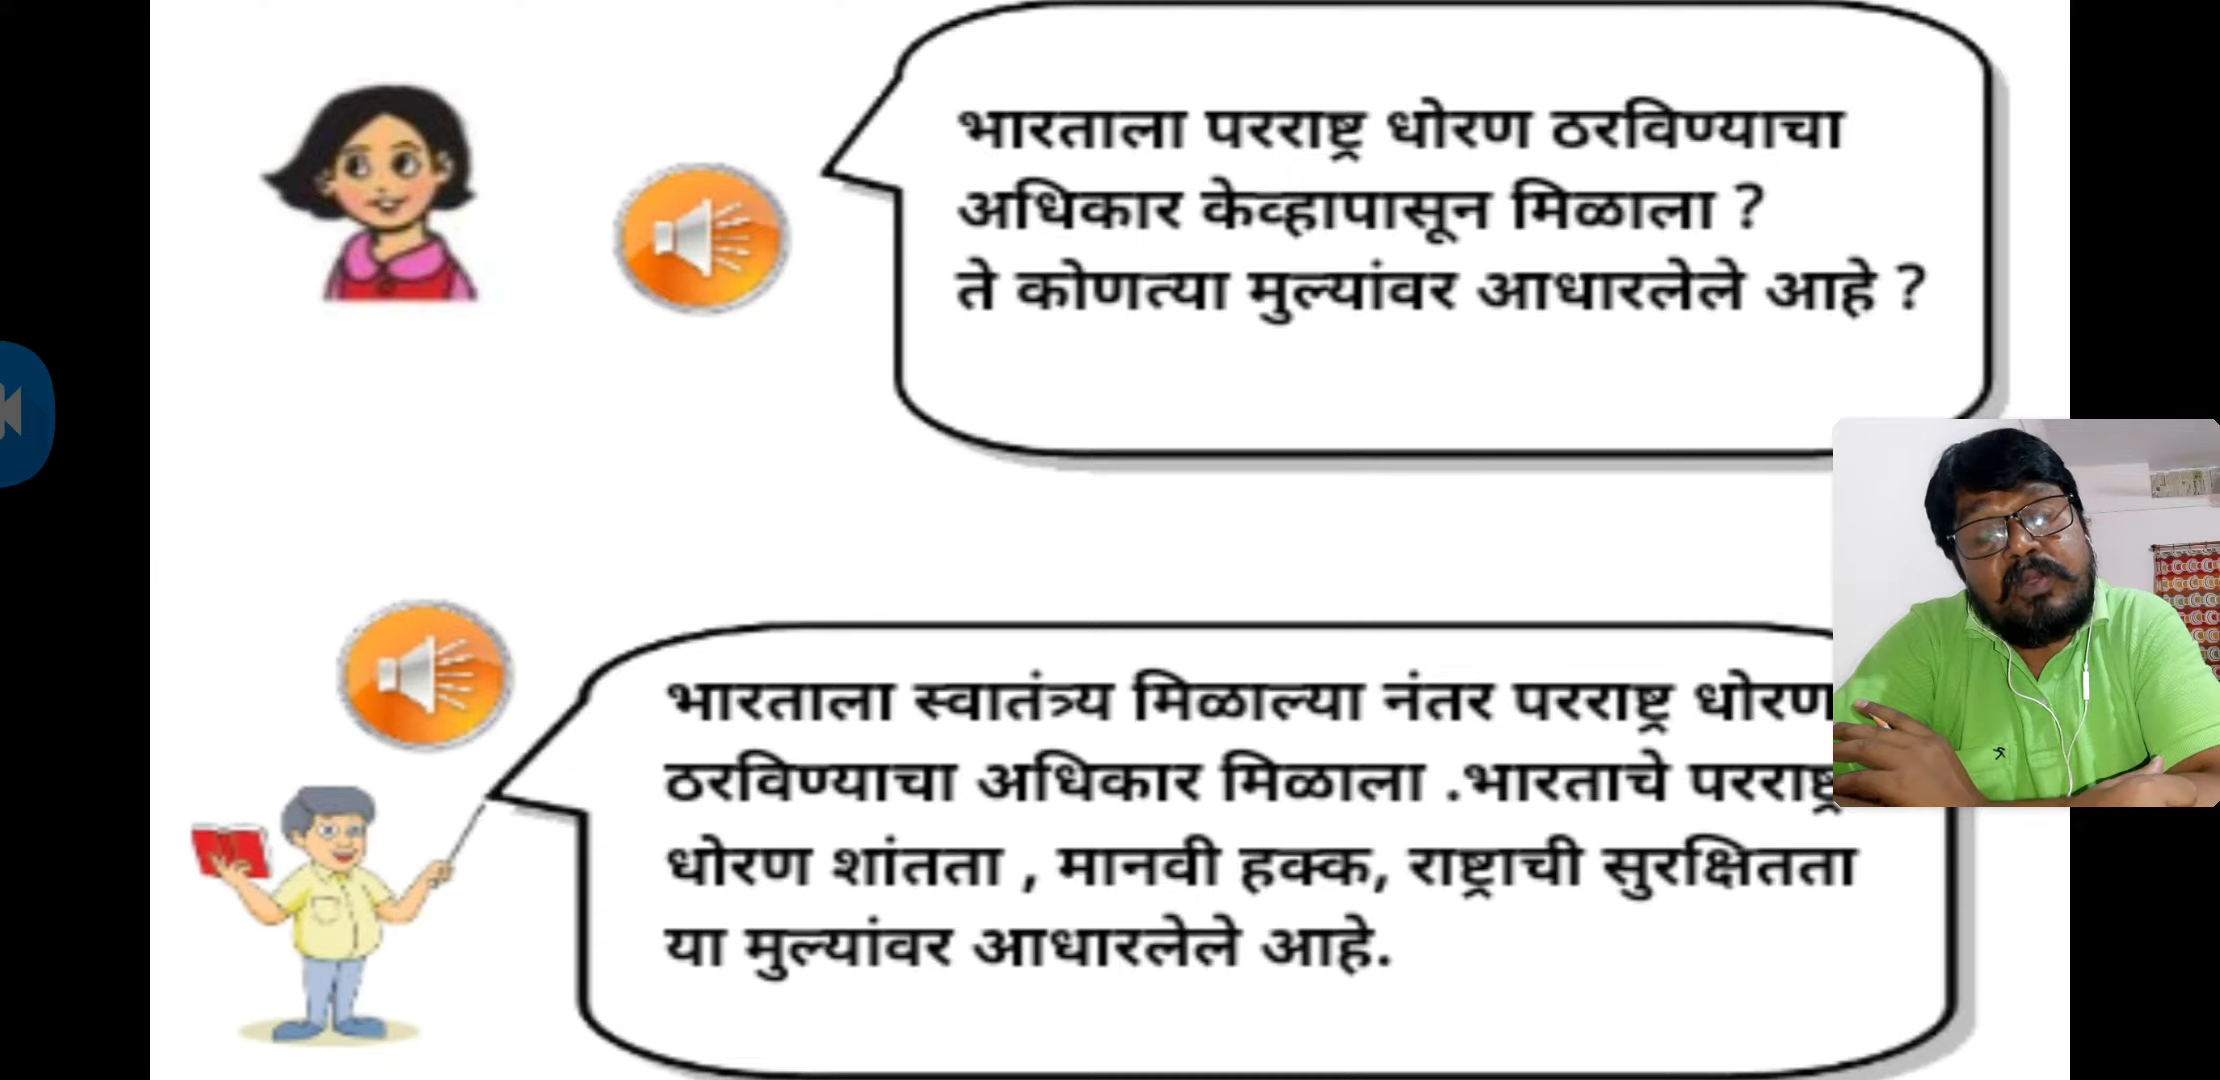 भारताला परराष्ट्र धोरण ठरविण्याचा
अधिकार केव्हापासून मिळाला ?
ते कोणत्या मुल्यांवर आधारलेले आहे ?
भारताला स्वातंत्र्य मिळाल्या नंतर परराष्ट्र धोरण
ठरविण्याचा अधिकार मिळाला .भारताचे परराष्ट्र
धोरण शांतता , मानवी हक्क, राष्ट्राची सुरक्षितता
या मुल्यांवर आधारलेले आहे.